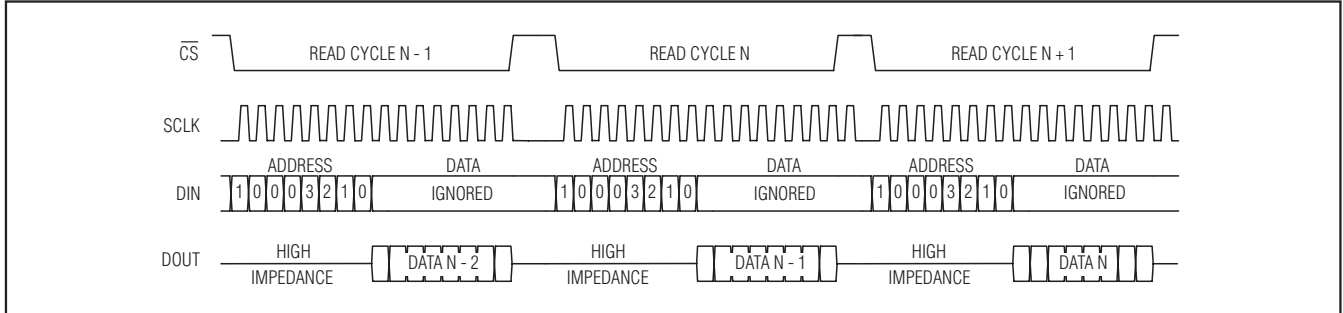 CS READ CYCLE N - 1 READ CYCLE N READ CYCLE N + 1
SCLK
ADDRESS DATA ADDRESS DATA ADDRESS DATA
DIN 1 0 0 0 3 2 1 0 IGNORED 1 0 0 0 3 2 1 0 IGNORED 1 0 0 0 3 2 1 0 IGNORED
DOUT HIGH IMPEDANCE DATA N - 2 HIGH IMPEDANCE DATA N - 1 HIGH IMPEDANCE DATA N